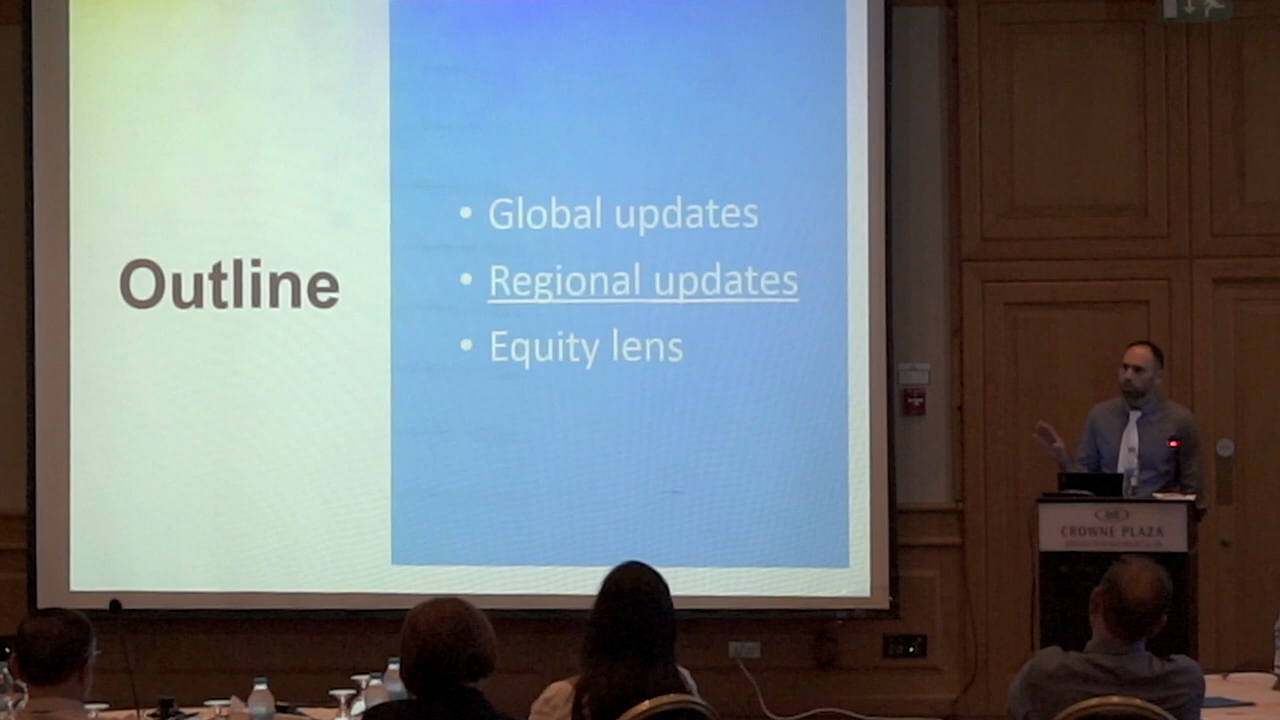 Outline
• Global updates
• Regional updates
• Equity lens
CROWNE PLAZA